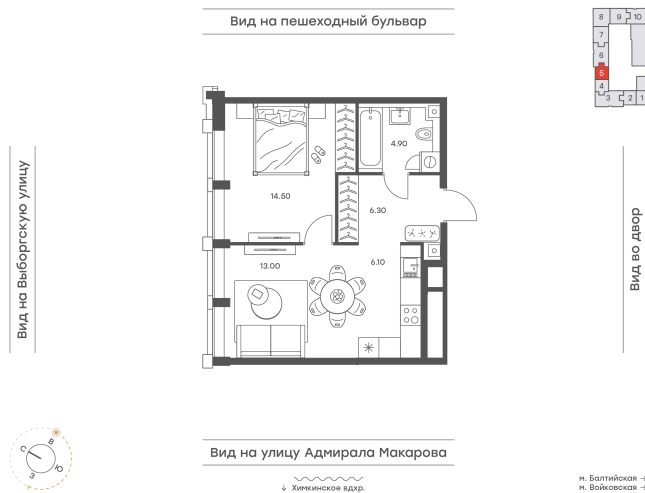 Вид на пешеходный бульвар
8 9 10
7
6
5
4
3 2 1
Вид на Выборгскую улицу
Вид во двор
4.90
14.50
6.30
13.00
6.10
Вид на улицу Адмирала Макарова
↓ Химкинское вдхр.
С
В
З
Ю
м. Балтийская →
м. Войковская →